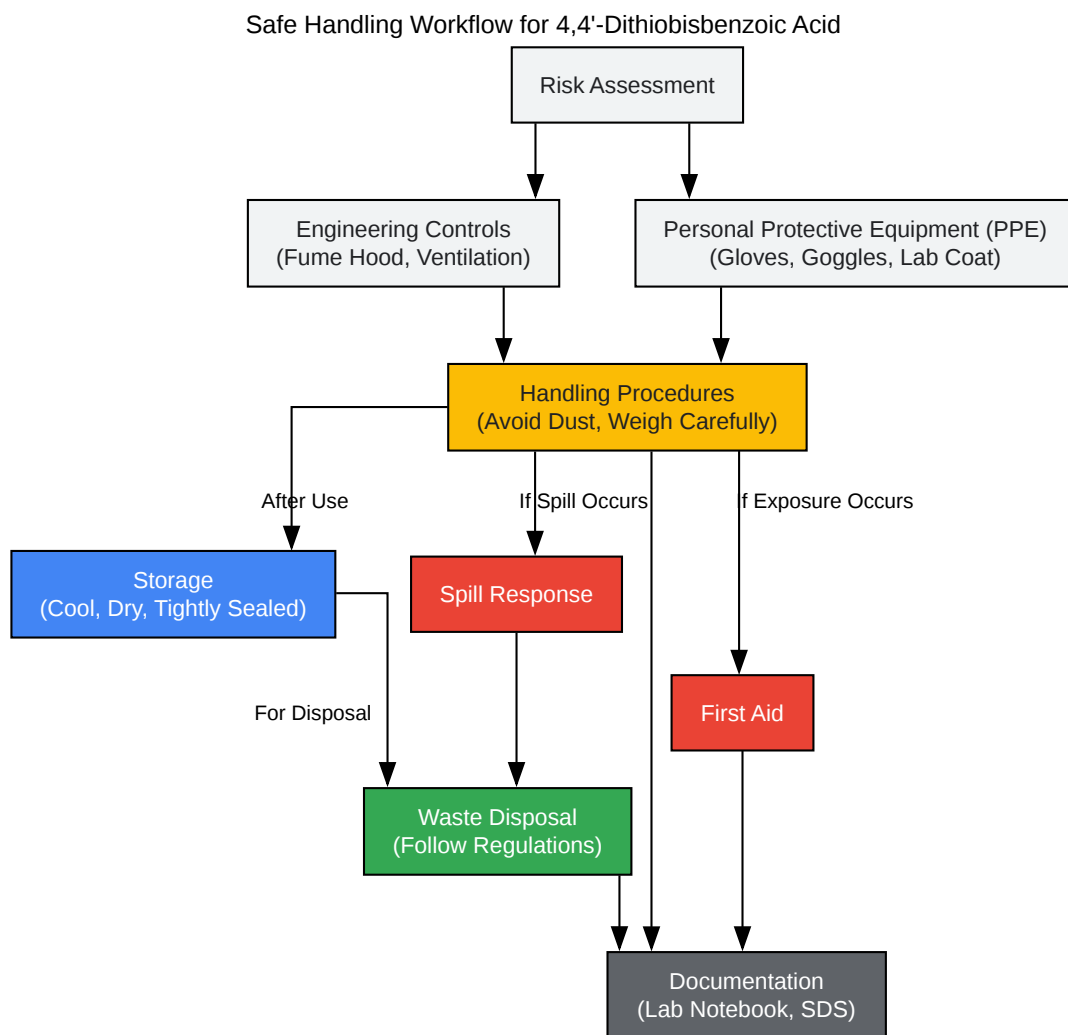 Safe Handling Workflow for 4,4'-Dithiobisbenzoic Acid
Risk Assessment
Engineering Controls
(Fume Hood, Ventilation)
Personal Protective Equipment (PPE)
(Gloves, Goggles, Lab Coat)
Handling Procedures
(Avoid Dust, Weigh Carefully)
After Use
If Spill Occurs
If Exposure Occurs
Storage
(Cool, Dry, Tightly Sealed)
Spill Response
For Disposal
First Aid
Waste Disposal
(Follow Regulations)
Documentation
(Lab Notebook, SDS)